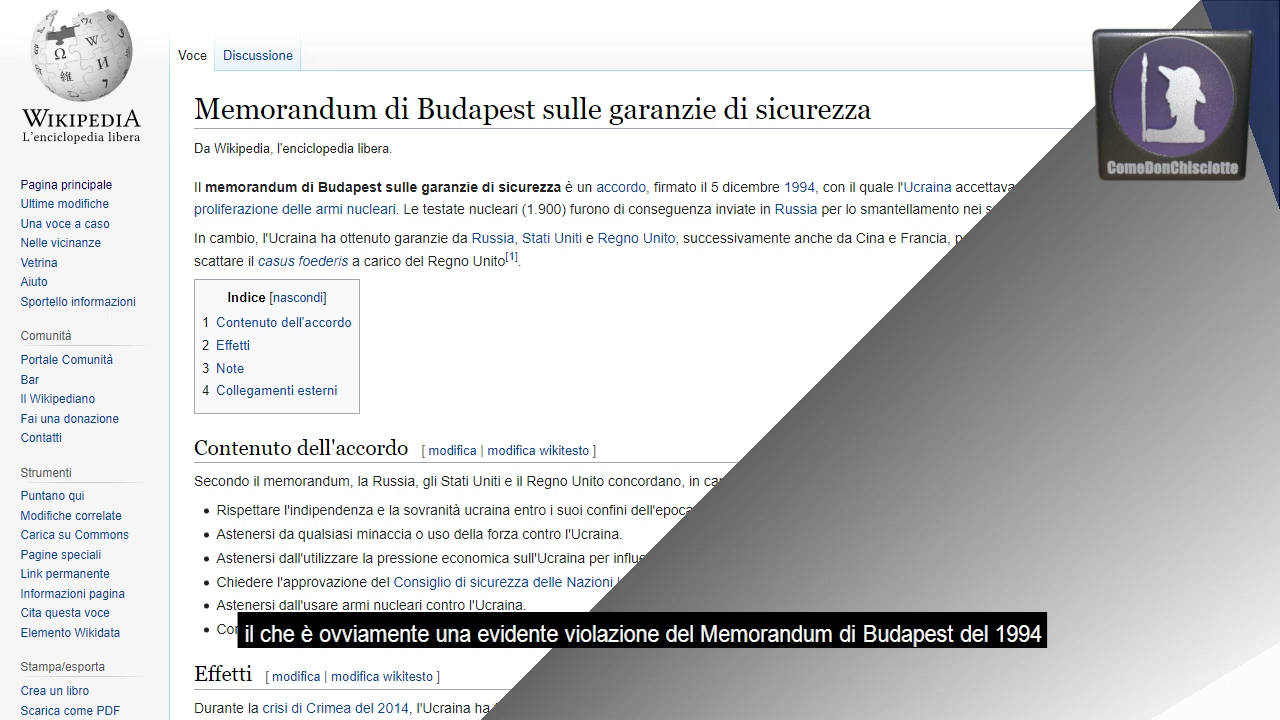 WIKIPEDIA
L'enciclopedia libera
Pagina principale
Ultime modifiche
Una voce a caso
Nelle vicinanze
Vetrina
Aiuto
Sportello informazioni
Comunità
Portale Comunità
Bar
Il Wikipediano
Fai una donazione
Contatti
Strumenti
Puntano qui
Modifiche correlate
Carica su Commons
Pagine speciali
Link permanente
Informazioni pagina
Cita questa voce
Elemento Wikidata
Stampa/esporta
Crea un libro
Scarica come PDF
Voce Discussione
Memorandum di Budapest sulle garanzie di sicurezza
Da Wikipedia, l'enciclopedia libera.
Il memorandum di Budapest sulle garanzie di sicurezza è un accordo, firmato il 5 dicembre 1994, con il quale l'Ucraina accettava
proliferazione delle armi nucleari. Le testate nucleari (1.900) furono di conseguenza inviate in Russia per lo smantellamento nei
In cambio, l'Ucraina ha ottenuto garanzie da Russia, Stati Uniti e Regno Unito, successivamente anche da Cina e Francia,
scattare il casus foederis a carico del Regno Unito[1].
Indice [nascondi]
1 Contenuto dell'accordo
2 Effetti
3 Note
4 Collegamenti esterni
Contenuto dell'accordo [ modifica | modifica wikitesto ]
Secondo il memorandum, la Russia, gli Stati Uniti e il Regno Unito concordano, in
Rispettare l'indipendenza e la sovranità ucraina entro i suoi confini dell'epoca
Astenersi da qualsiasi minaccia o uso della forza contro l'Ucraina.
Astenersi dall'utilizzare la pressione economica sull'Ucraina per
Chiedere l'approvazione del Consiglio di sicurezza delle Nazioni
Astenersi dall'usare armi nucleari contro l'Ucraina.
il che è ovviamente una evidente violazione del Memorandum di Budapest del 1994
Effetti [ modifica | modifica wikitesto ]
Durante la crisi di Crimea del 2014, l'Ucraina ha
ComeDonChisciotte